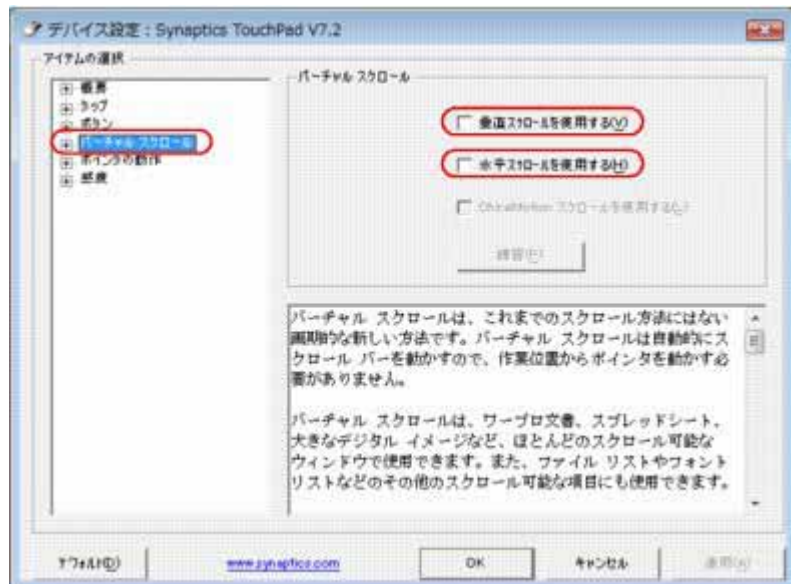 デバイス設定 : Synaptics TouchPad V7.2
アイテムの選択
概要
タップ
ボタン
バーチャル スクロール
ポインタの動作
感度
バーチャル スクロール
垂直スクロールを使用する(V)
水平スクロールを使用する(H)
ChiralMotion スクロールを使用する(C)
練習(E)
バーチャル スクロールは、これまでのスクロール方法にはない
画期的な新しい方法です。バーチャル スクロールは自動的にス
クロール バーを動かすので、作業位置からポインタを動かす必
要がありません。
バーチャル スクロールは、ワープロ文書、スプレッドシート、
大きなデジタル イメージなど、ほとんどのスクロール可能な
ウィンドウで使用できます。また、ファイル リストやフォント
リストなどのその他のスクロール可能な項目にも使用できます。
デフォルト(D)
www.synaptics.com
OK
キャンセル
適用(A)